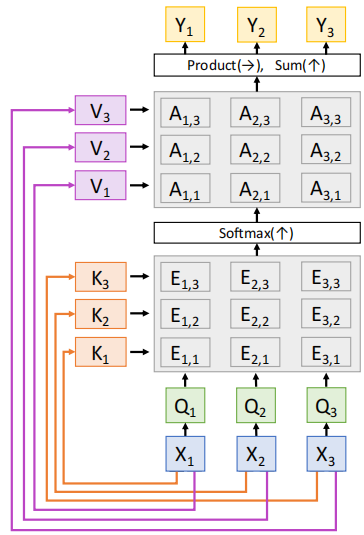 Y1 Y2 Y3
Product(→), Sum(↑)
V3 A1,3 A2,3 A3,3
V2 A1,2 A2,2 A3,2
V1 A1,1 A2,1 A3,1
Softmax(↑)
K3 E1,3 E2,3 E3,3
K2 E1,2 E2,2 E3,2
K1 E1,1 E2,1 E3,1
Q1 Q2 Q3
X1 X2 X3